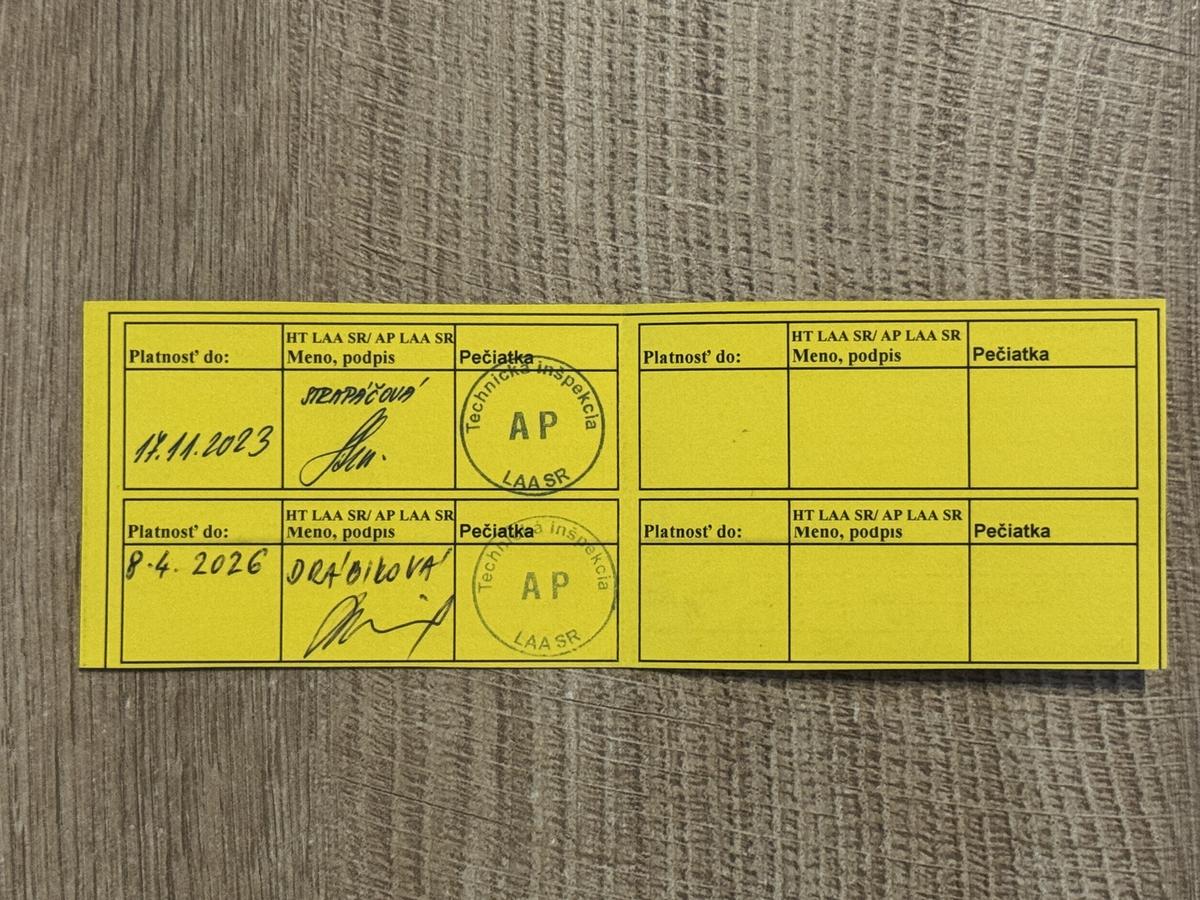 Platnosť do:
HT LAA SR/ AP LAA SR
Meno, podpis
Pečiatka
17.11.2023
STRAPÁČOVÁ
Technická inšpekcia
AP
LAA SR
Platnosť do:
HT LAA SR/ AP LAA SR
Meno, podpis
Pečiatka
Platnosť do:
HT LAA SR/ AP LAA SR
Meno, podpis
Pečiatka
8.4. 2026
DRÁBIKOVÁ
Technická inšpekcia
AP
LAA SR
Platnosť do:
HT LAA SR/ AP LAA SR
Meno, podpis
Pečiatka